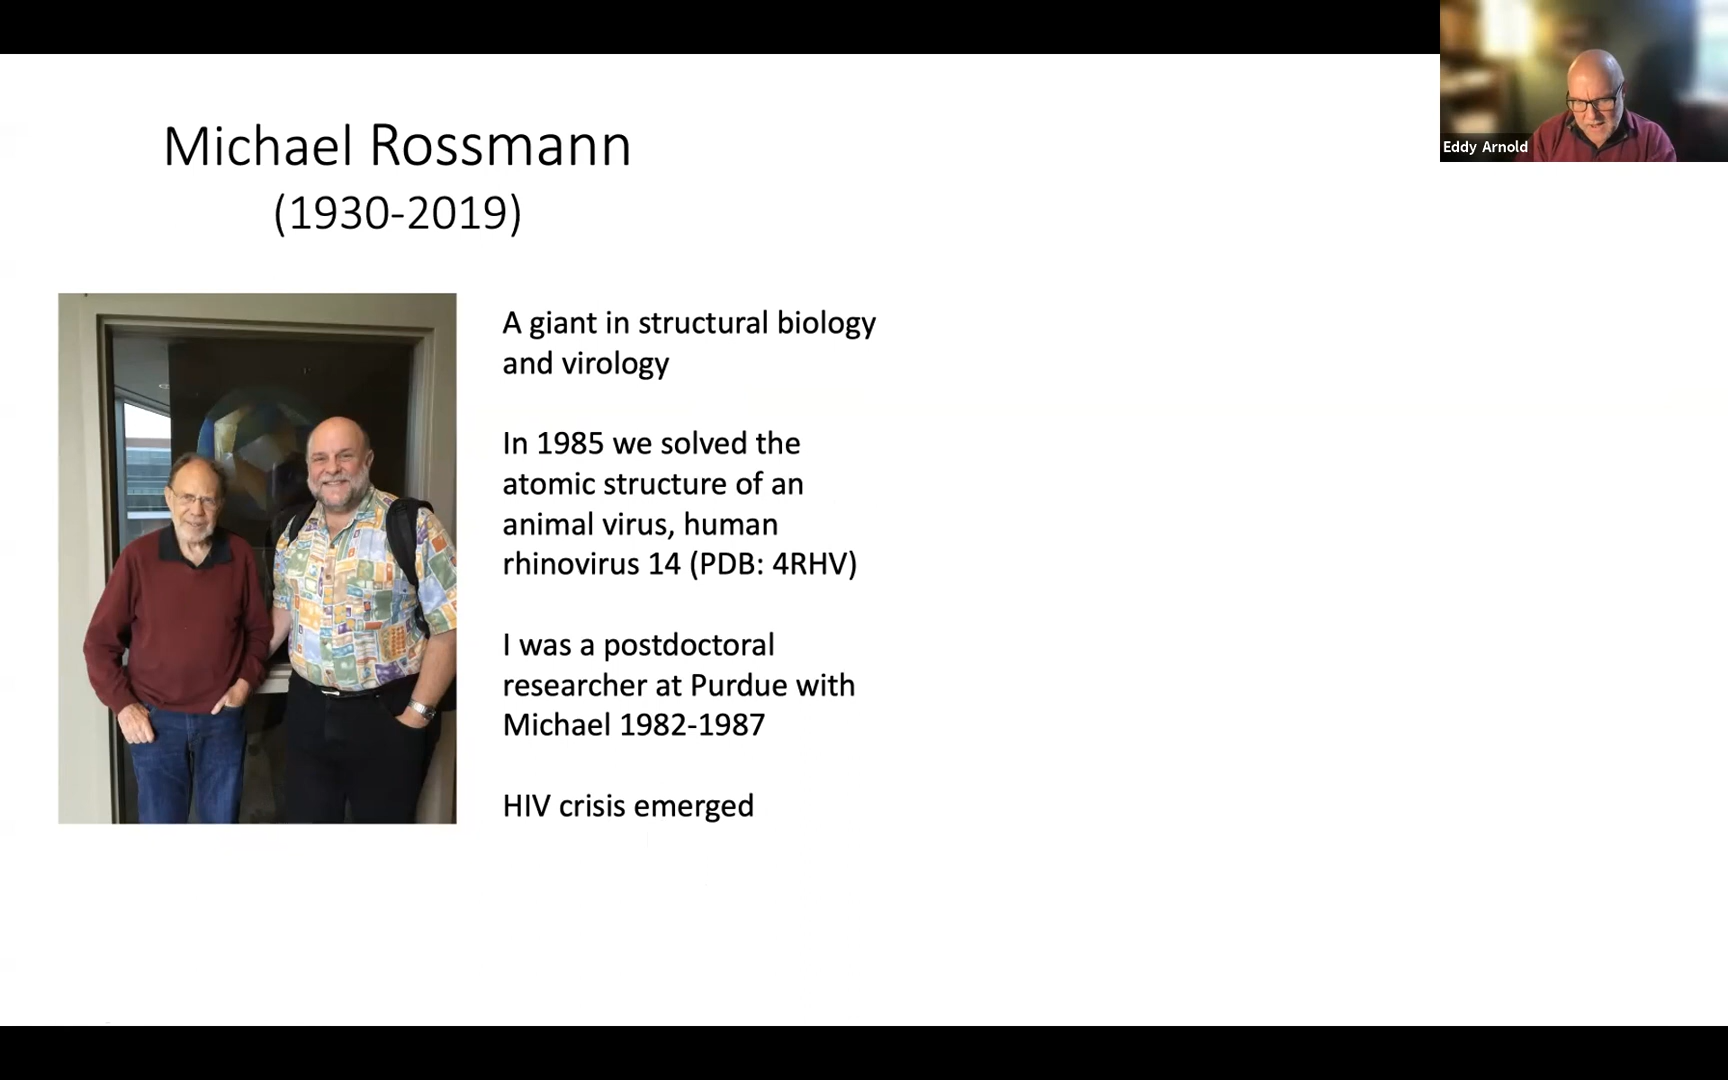 Michael Rossmann
(1930-2019)
A giant in structural biology
and virology
In 1985 we solved the
atomic structure of an
animal virus, human
rhinovirus 14 (PDB: 4RHV)
I was a postdoctoral
researcher at Purdue with
Michael 1982-1987
HIV crisis emerged
Eddy Arnold